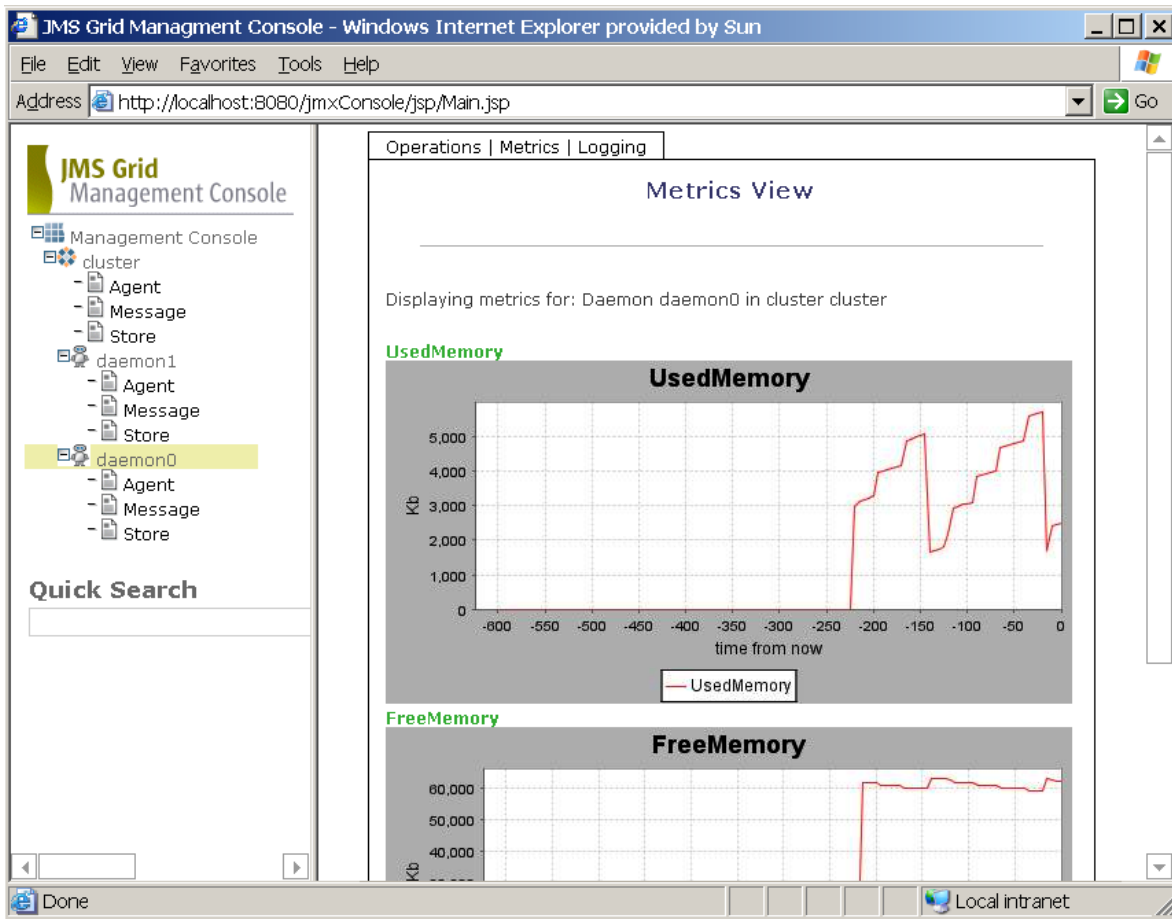 JMS Grid Managment Console - Windows Internet Explorer provided by Sun
File Edit View Favorites Tools Help
Address http://localhost:8080/jmxConsole/jsp/Main.jsp Go
JMS Grid
Management Console
Management Console
cluster
Agent
Message
Store
daemon1
Agent
Message
Store
daemon0
Agent
Message
Store
Quick Search
Operations | Metrics | Logging
Metrics View
Displaying metrics for: Daemon daemon0 in cluster cluster
UsedMemory
UsedMemory
5,000
4,000
3,000
2,000
1,000
0
Kb
-600 -550 -500 -450 -400 -350 -300 -250 -200 -150 -100 -50 0
time from now
UsedMemory
FreeMemory
FreeMemory
60,000
50,000
40,000
Kb
Done Local intranet